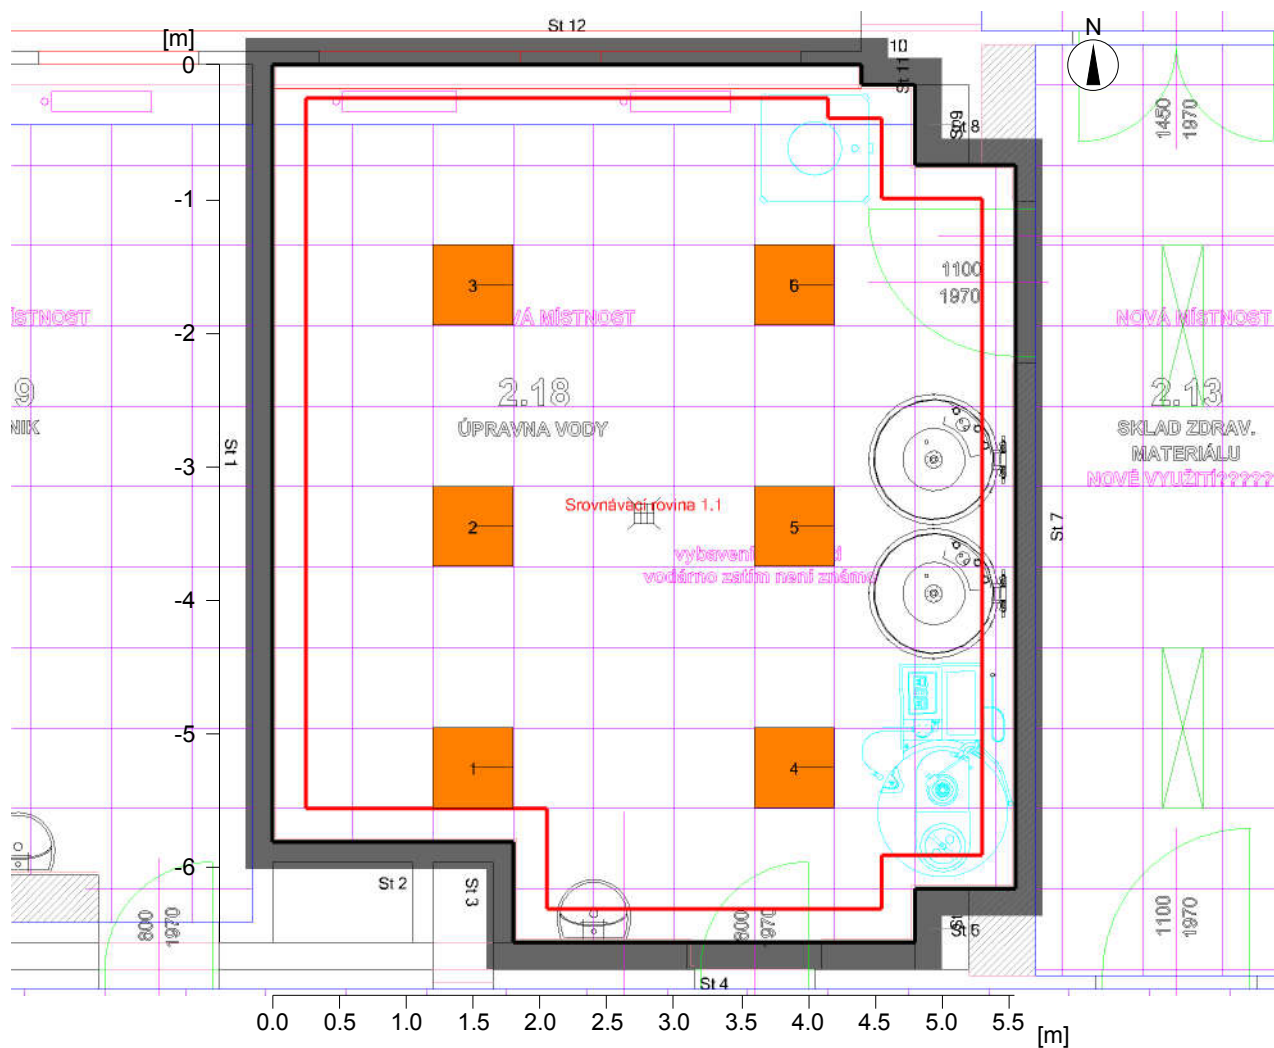 St 12
[m]
N
10
St 11
St 9
St 8
0
-1
-2
-3
-4
-5
-6
1450
1970
1100
1970
3
6
ÍSTNOST
VÁ MÍSTNOST
NOVÁ MÍSTNOST
9
NIK
2.18
ÚPRAVNA VODY
2.13
SKLAD ZDRAV.
MATERIÁLU
NOVÉ VYUŽITÍ?????
St 1
Srovnávací rovina 1.1
2
5
St 7
vybavení
vodárno zatím není známo
1
4
St 2
St 3
800
1970
800
1970
St 6
St 4
1100
1970
0.0 0.5 1.0 1.5 2.0 2.5 3.0 3.5 4.0 4.5 5.0 5.5
[m]